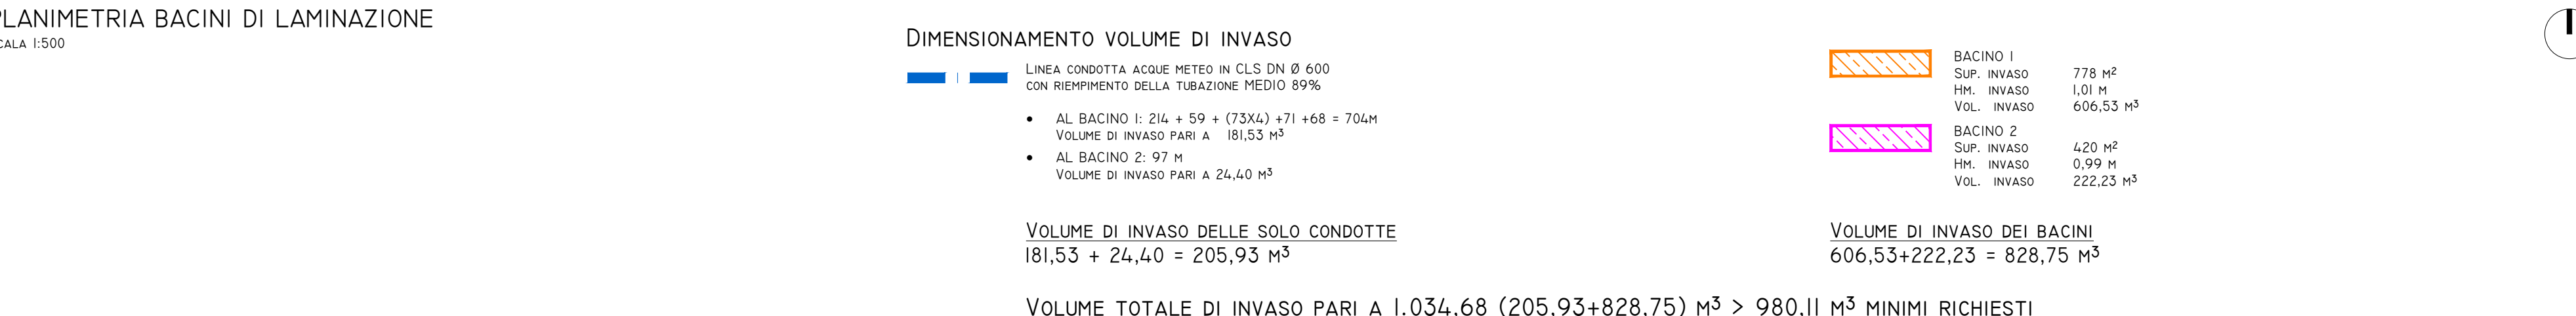 PLANIMETRIA BACINI DI LAMINAZIONE
SCALA 1:500
DIMENSIONAMENTO VOLUME DI INVASO
LINEA CONDOTTA ACQUE METEO IN CLS DN Ø 600
CON RIEMPIMENTO DELLA TUBAZIONE MEDIO 89%
• AL BACINO 1: 214 + 59 + (73X4) +71 +68 = 704M
VOLUME DI INVASO PARI A 181,53 M³
• AL BACINO 2: 97 M
VOLUME DI INVASO PARI A 24,40 M³
VOLUME DI INVASO DELLE SOLO CONDOTTE
181,53 + 24,40 = 205,93 M³
BACINO 1
SUP. INVASO 778 M²
HM. INVASO 1,01 M
VOL. INVASO 606,53 M³
BACINO 2
SUP. INVASO 420 M²
HM. INVASO 0,99 M
VOL. INVASO 222,23 M³
VOLUME DI INVASO DEI BACINI
606,53+222,23 = 828,75 M³
VOLUME TOTALE DI INVASO PARI A 1.034,68 (205,93+828,75) M³ > 980,11 M³ MINIMI RICHIESTI